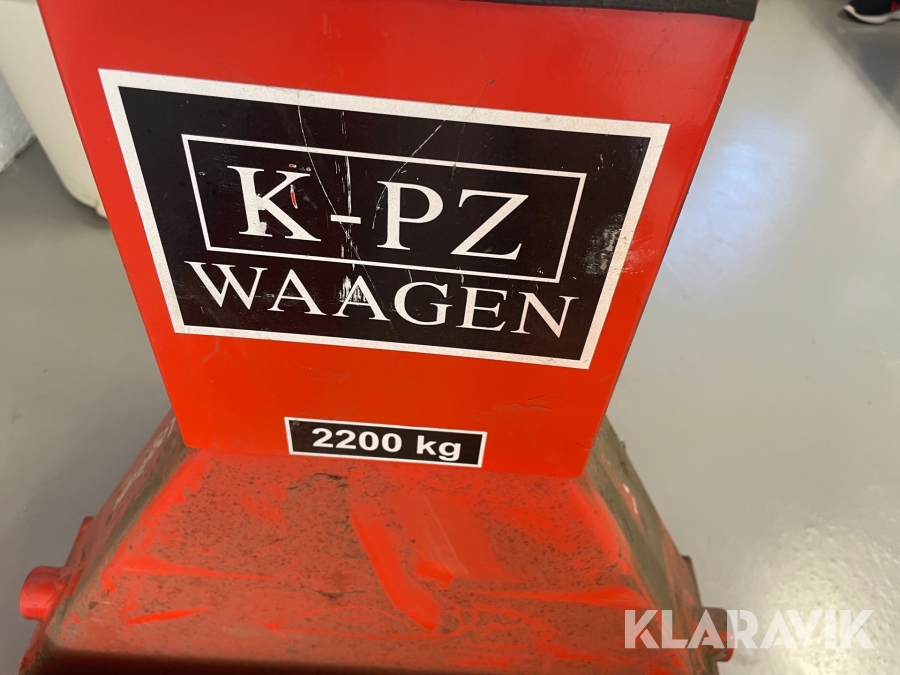 K-PZ
WAAGEN
2200 kg
KLARAVIK